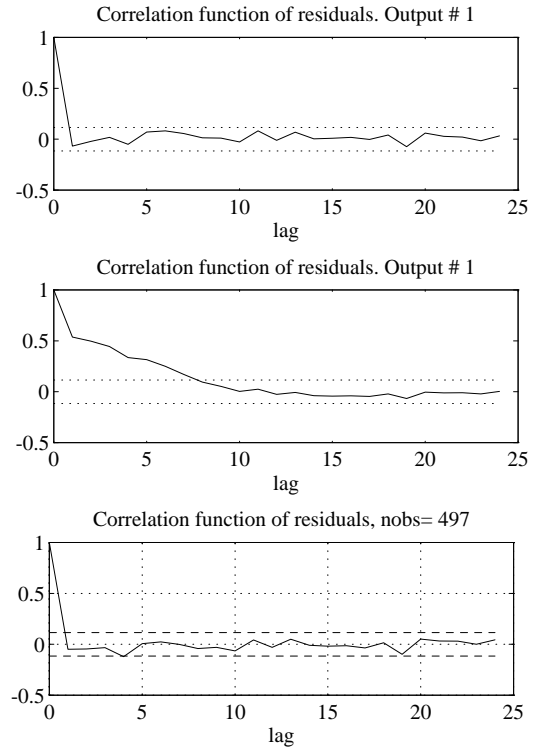 Correlation function of residuals. Output # 1
1
0.5
0
-0.5
0 5 10 15 20 25
lag
Correlation function of residuals. Output # 1
1
0.5
0
-0.5
0 5 10 15 20 25
lag
Correlation function of residuals, nobs= 497
1
0.5
0
-0.5
0 5 10 15 20 25
lag